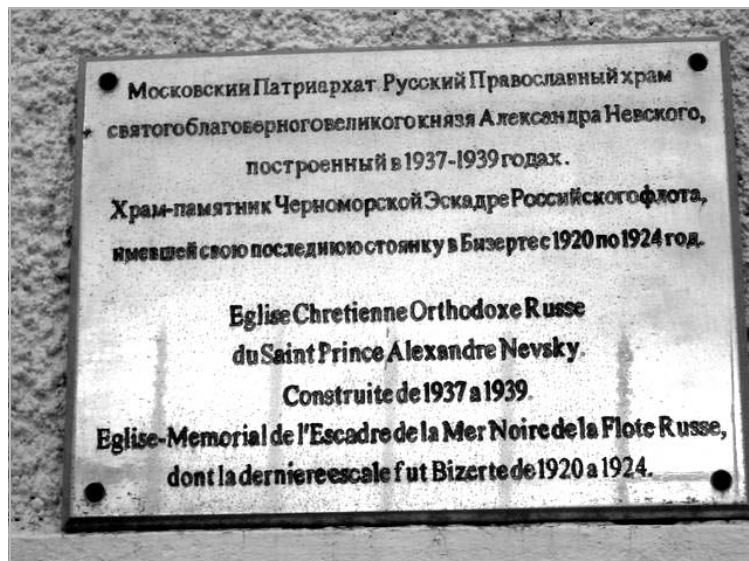 Московский Патриархат Русский Православный храм
святого благоверного великого князя Александра Невского,
построенный в 1937-1939 годах.
Храм-памятник Черноморской Эскадре Российского флота,
имевшей свою последнюю стоянку в Бизерте с 1920 по 1924 год.
Eglise Chretienne Orthodoxe Russe
du Saint Prince Alexandre Nevsky.
Construite de 1937 a 1939.
Eglise-Memorial de l'Escadre de la Mer Noire de la Flote Russe,
dont la derniere escale fut Bizerte de 1920 a 1924.